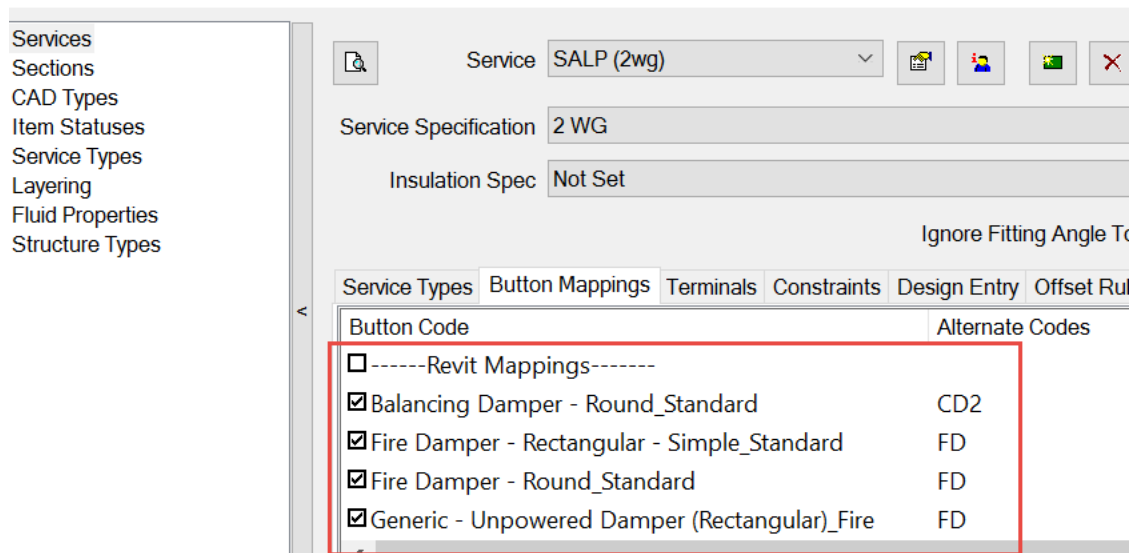 Services
Sections
CAD Types
Item Statuses
Service Types
Layering
Fluid Properties
Structure Types
<
Service SALP (2wg)
Service Specification 2 WG
Insulation Spec Not Set
Ignore Fitting Angle To
Service Types Button Mappings Terminals Constraints Design Entry Offset Rul
Button Code Alternate Codes
------Revit Mappings-------
Balancing Damper - Round_Standard CD2
Fire Damper - Rectangular - Simple_Standard FD
Fire Damper - Round_Standard FD
Generic - Unpowered Damper (Rectangular)_Fire FD